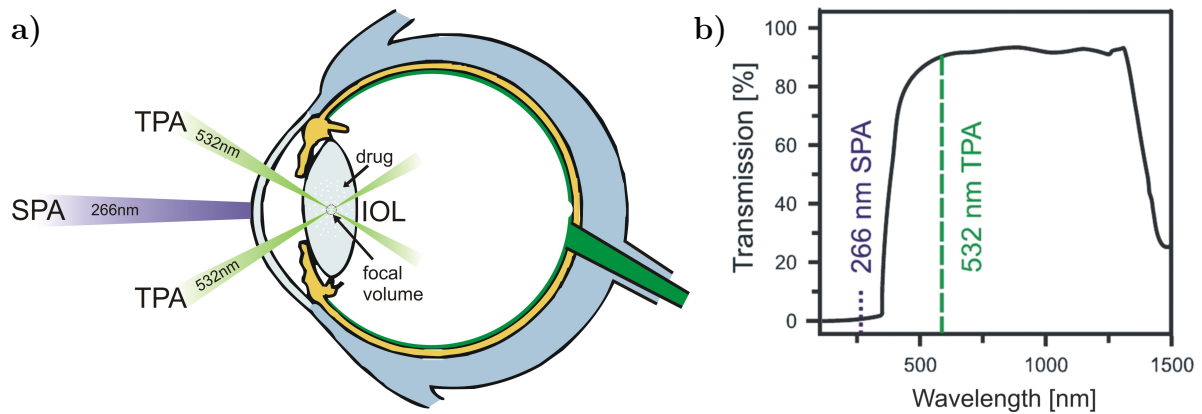 a)
TPA
532nm
SPA
266nm
TPA
532nm
drug
IOL
focal
volume
b)
Transmission [%]
100
80
60
40
20
0
266 nm SPA
532 nm TPA
500
1000
1500
Wavelength [nm]